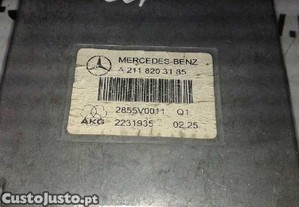 MERCEDES-BENZ
A 211 820 31 85
2855V0011 Q1
AKG
2231935 02.25
CustoJusto.pt